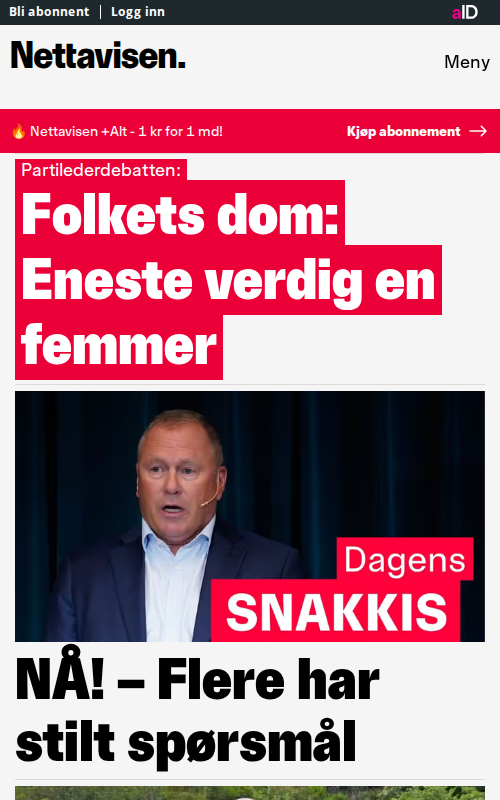 Bli abonnent | Logg inn aID
Nettavisen.
Meny
🔥 Nettavisen +Alt - 1 kr for 1 md! Kjøp abonnement →
Partilederdebatten:
Folkets dom:
Eneste verdig en
femmer
Dagens
SNAKKIS
NÅ! – Flere har
stilt spørsmål